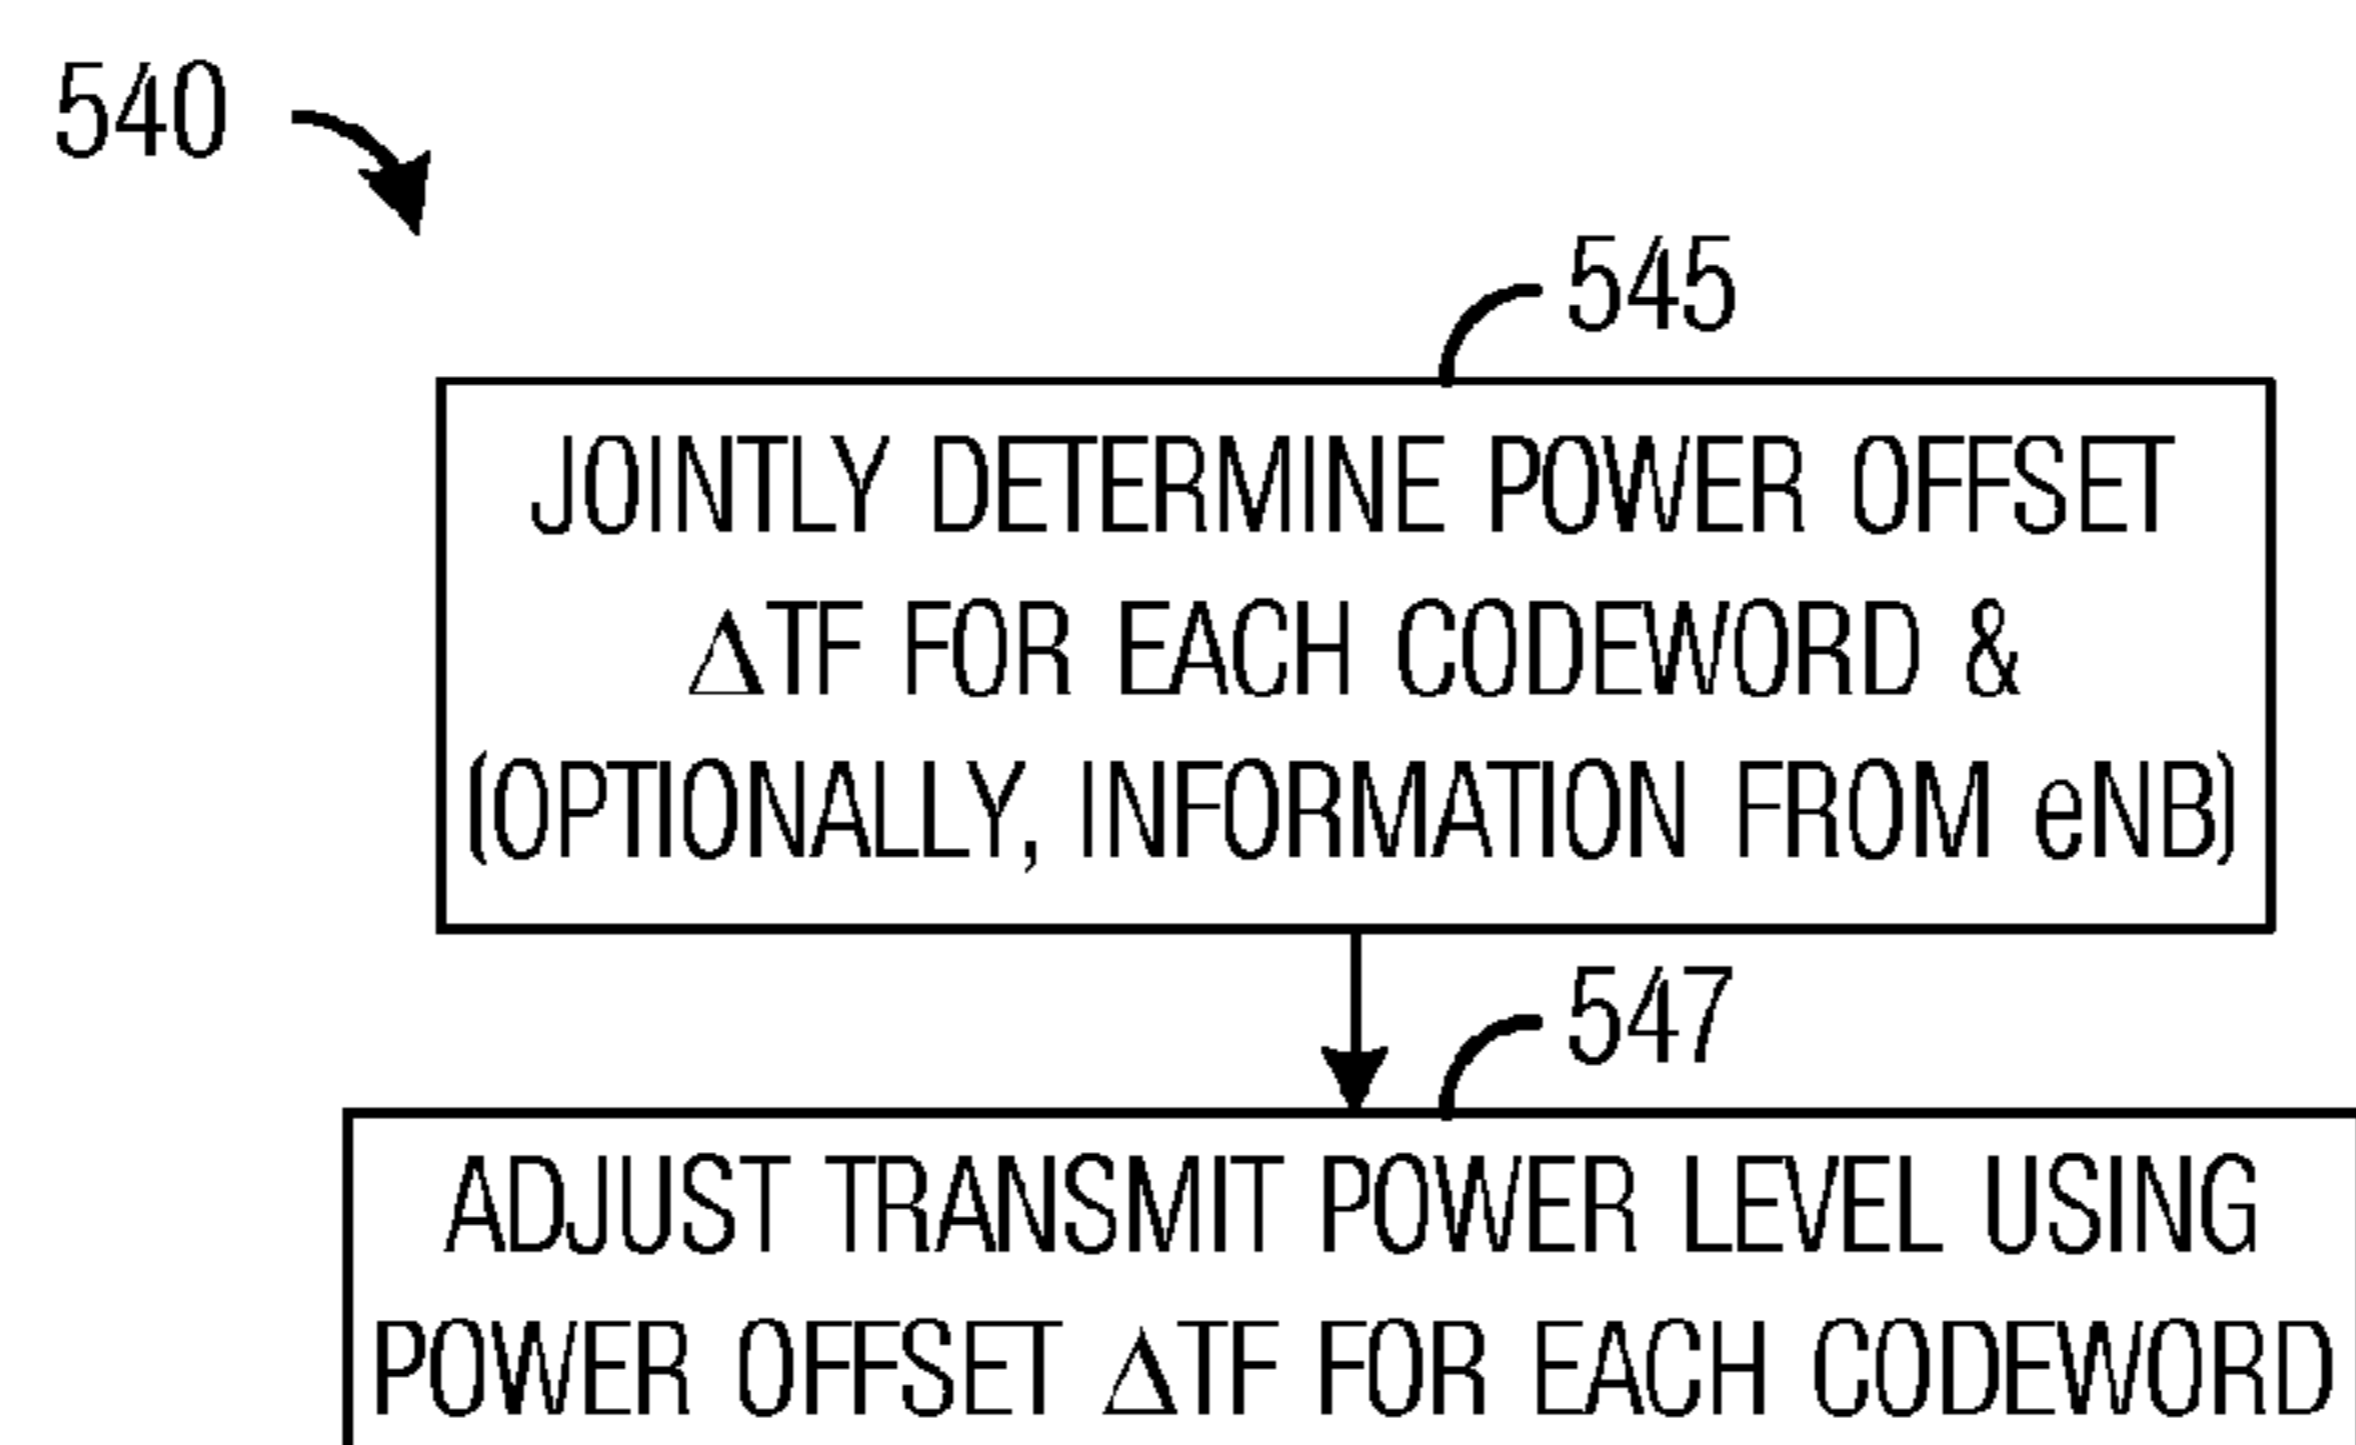 540
545
JOINTLY DETERMINE POWER OFFSET
ΔTF FOR EACH CODEWORD &
(OPTIONALLY, INFORMATION FROM eNB)
547
ADJUST TRANSMIT POWER LEVEL USING
POWER OFFSET ΔTF FOR EACH CODEWORD